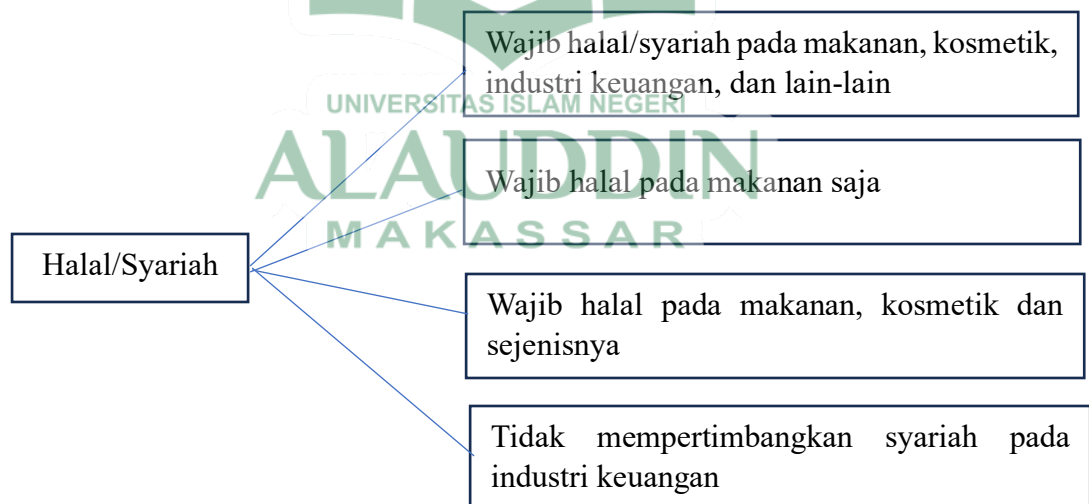 Wajib halal/syariah pada makanan, kosmetik,
industri keuangan, dan lain-lain
UNIVERSITAS ISLAM NEGERI
ALAUDDIN
MAKASSAR
Wajib halal pada makanan saja
Halal/Syariah
Wajib halal pada makanan, kosmetik dan
sejenisnya
Tidak mempertimbangkan syariah pada
industri keuangan